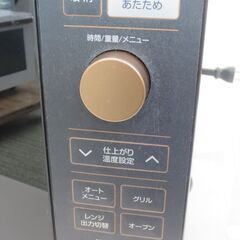 あたため
時間/重量/メニュー
仕上がり
温度設定
オート
メニュー
グリル
レンジ
出力切替
オーブン